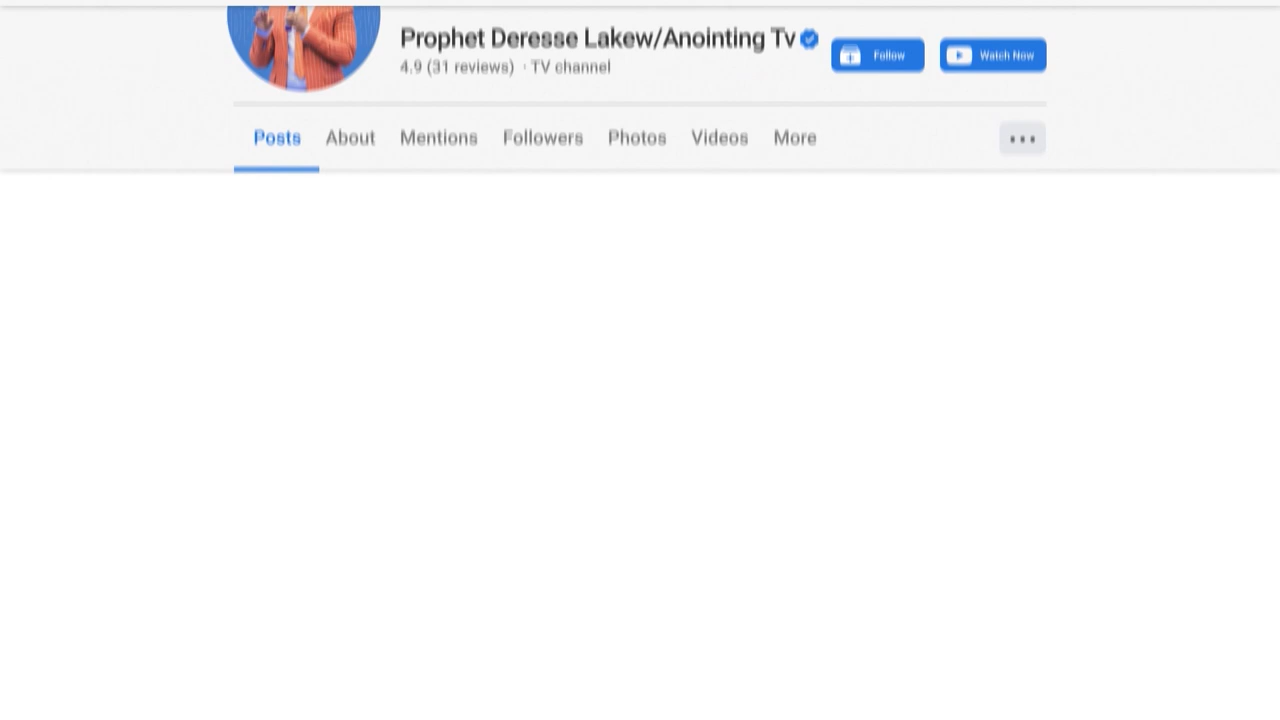 Prophet Deresse Lakew/Anointing Tv
4.9 (31 reviews) · TV channel
Follow
Watch Now
Posts About Mentions Followers Photos Videos More